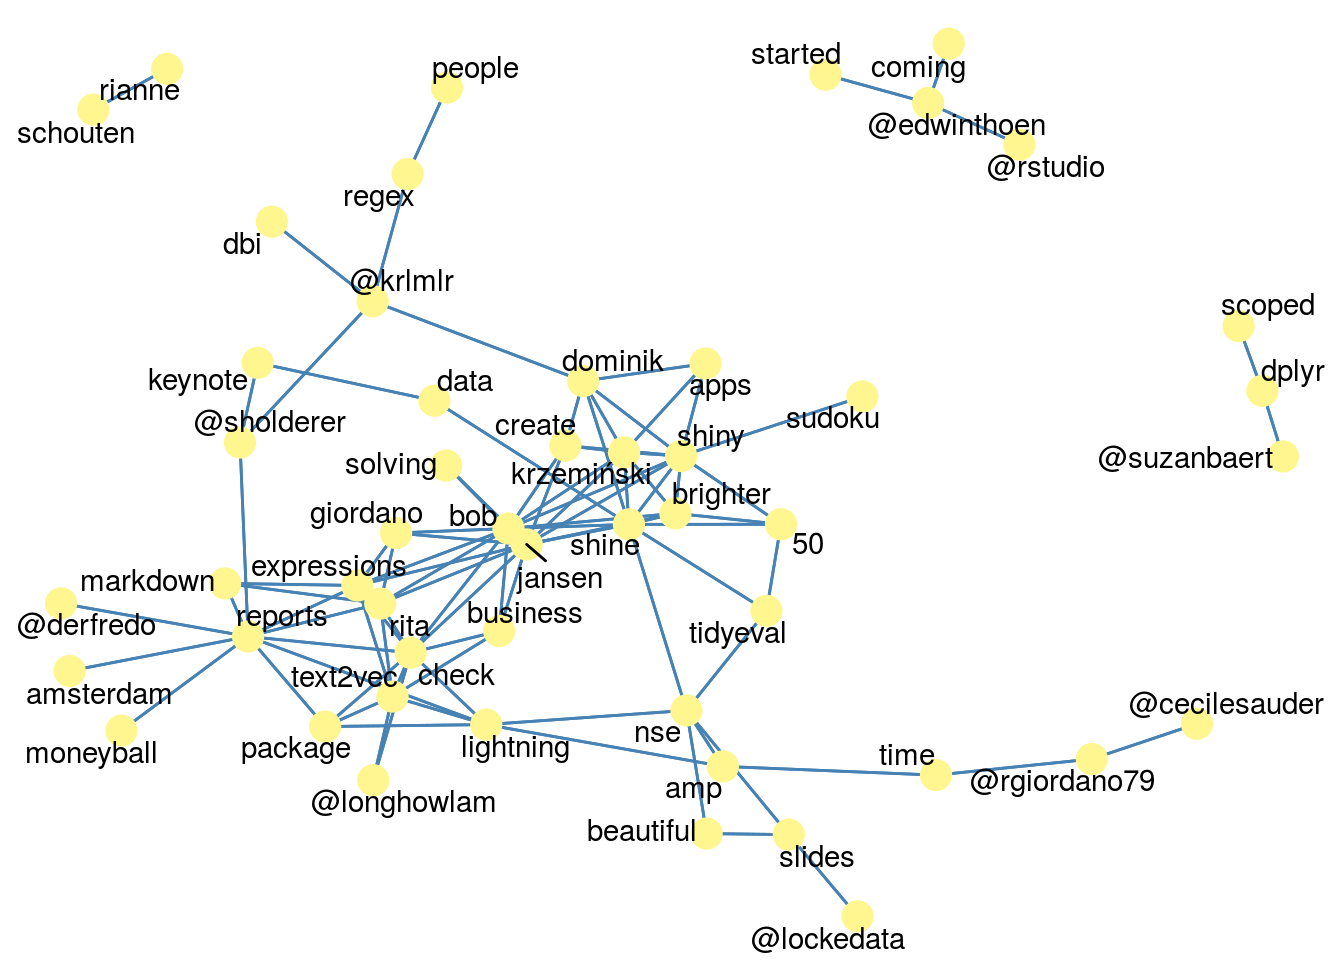 started
people
coming
rianne
@edwinthoen
schouten
@rstudio
regex
dbi
@krlmlr
scoped
dominik
dplyr
keynote
data
apps
@sholderer
sudoku
create
shiny
@suzanbaert
solving
krzemiński
brighter
giordano
bob
shine
50
expressions
jansen
markdown
reports
business
@derfredo
rita
tidyeval
text2vec
check
amsterdam
@cecilesauder
nse
package
lightning
moneyball
time
@rgiordano79
amp
@longhowlam
beautiful
slides
@lockedata